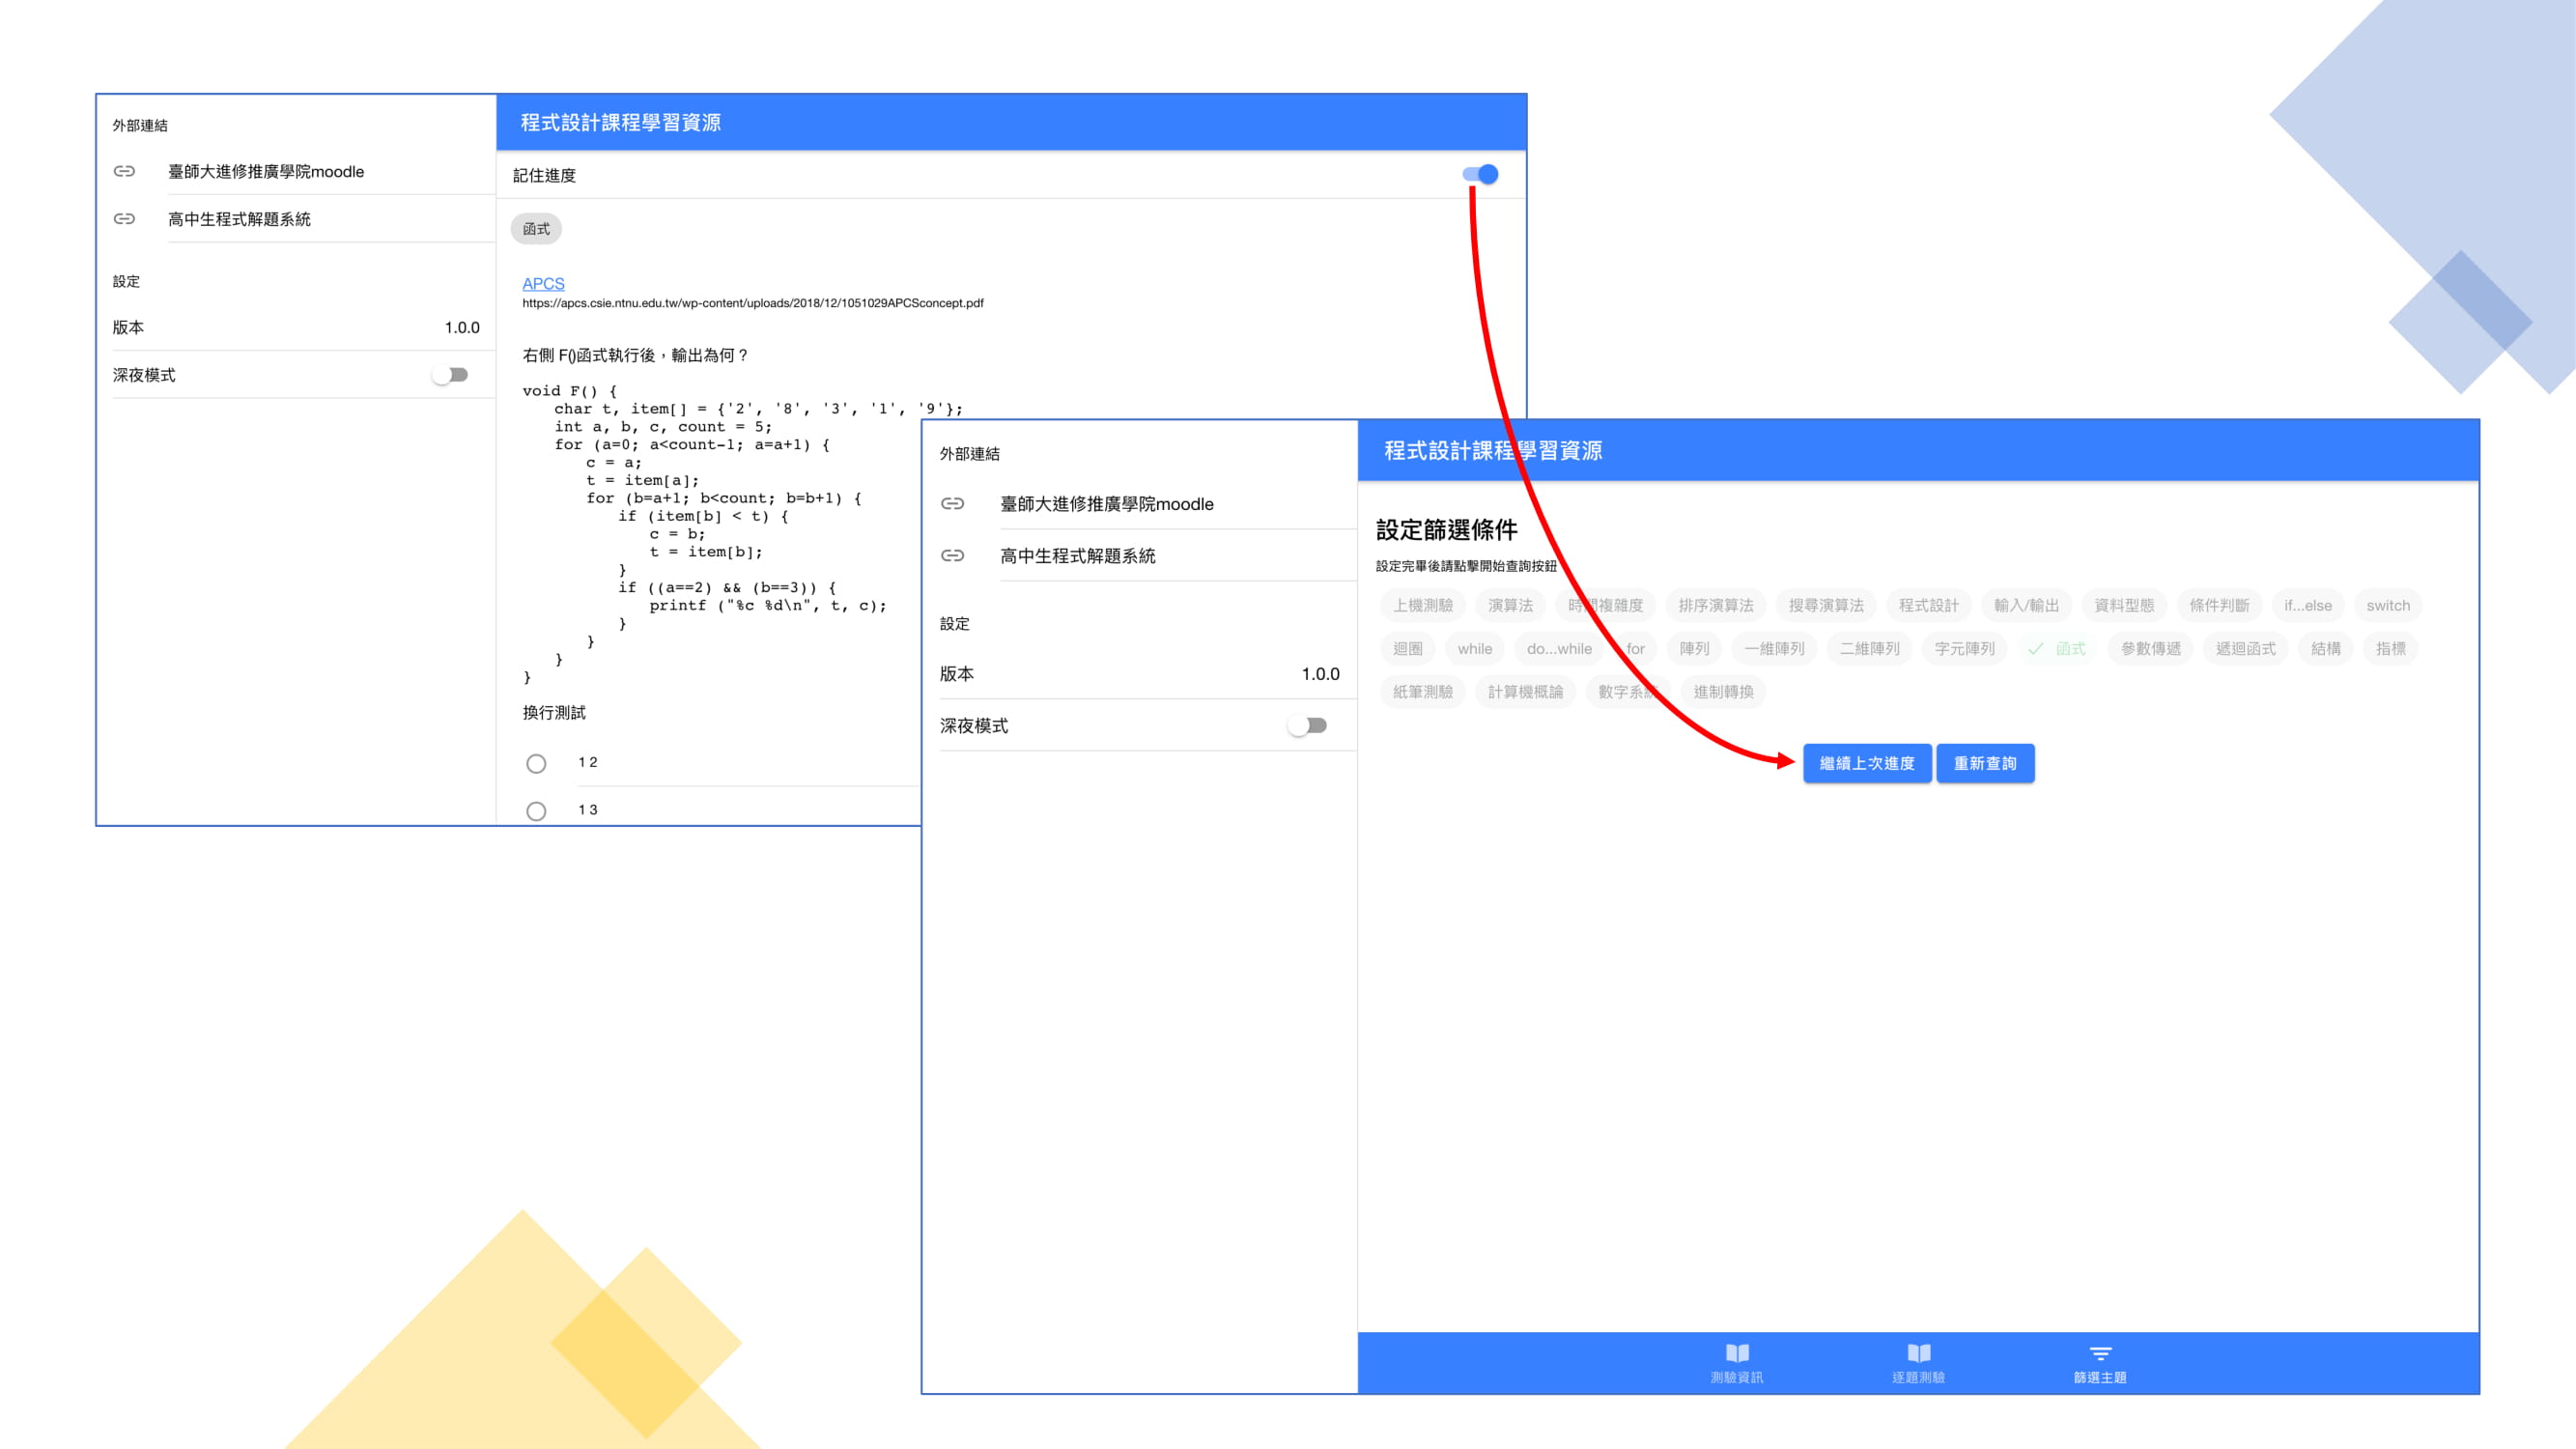 外部連結
臺師大進修推廣學院moodle
高中生程式解題系統
設定
版本 1.0.0
深夜模式
程式設計課程學習資源
記住進度
函式
APCS
https://apcs.csie.ntnu.edu.tw/wp-content/uploads/2018/12/1051029APCSconcept.pdf
右側 F()函式執行後，輸出為何？
void F() {
    char t, item[] = {'2', '8', '3', '1', '9'};
    int a, b, c, count = 5;
    for (a=0; a<count-1; a=a+1) {
        c = a;
        t = item[a];
        for (b=a+1; b<count; b=b+1) {
            if (item[b] < t) {
                c = b;
                t = item[b];
            }
            if ((a==2) && (b==3)) {
                printf ("%c %d\n", t, c);
            }
        }
    }
}
換行測試
1 2
1 3
外部連結
臺師大進修推廣學院moodle
高中生程式解題系統
設定
版本 1.0.0
深夜模式
程式設計課程學習資源
設定篩選條件
設定完畢後請點擊開始查詢按鈕
上機測驗 演算法 時間複雜度 排序演算法 搜尋演算法 程式設計 輸入/輸出 資料型態 條件判斷 if...else switch
迴圈 while do...while for 陣列 一維陣列 二維陣列 字元陣列 函式 參數傳遞 遞迴函式 結構 指標
紙筆測驗 計算機概論 數字系統 進制轉換
繼續上次進度 重新查詢
測驗資訊 逐題測驗 篩選主題